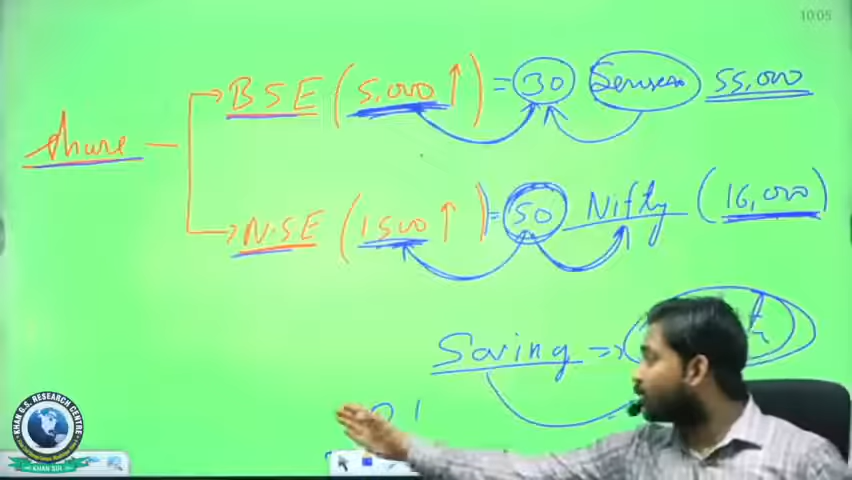 10:05
BSE (5,000 ↑) = 30 Sensex 55,000
Share
NSE (1500 ↑) = 50 Nifty (16,000)
Saving ⇒
KHAN G.S. RESEARCH CENTRE
KHAN SIR